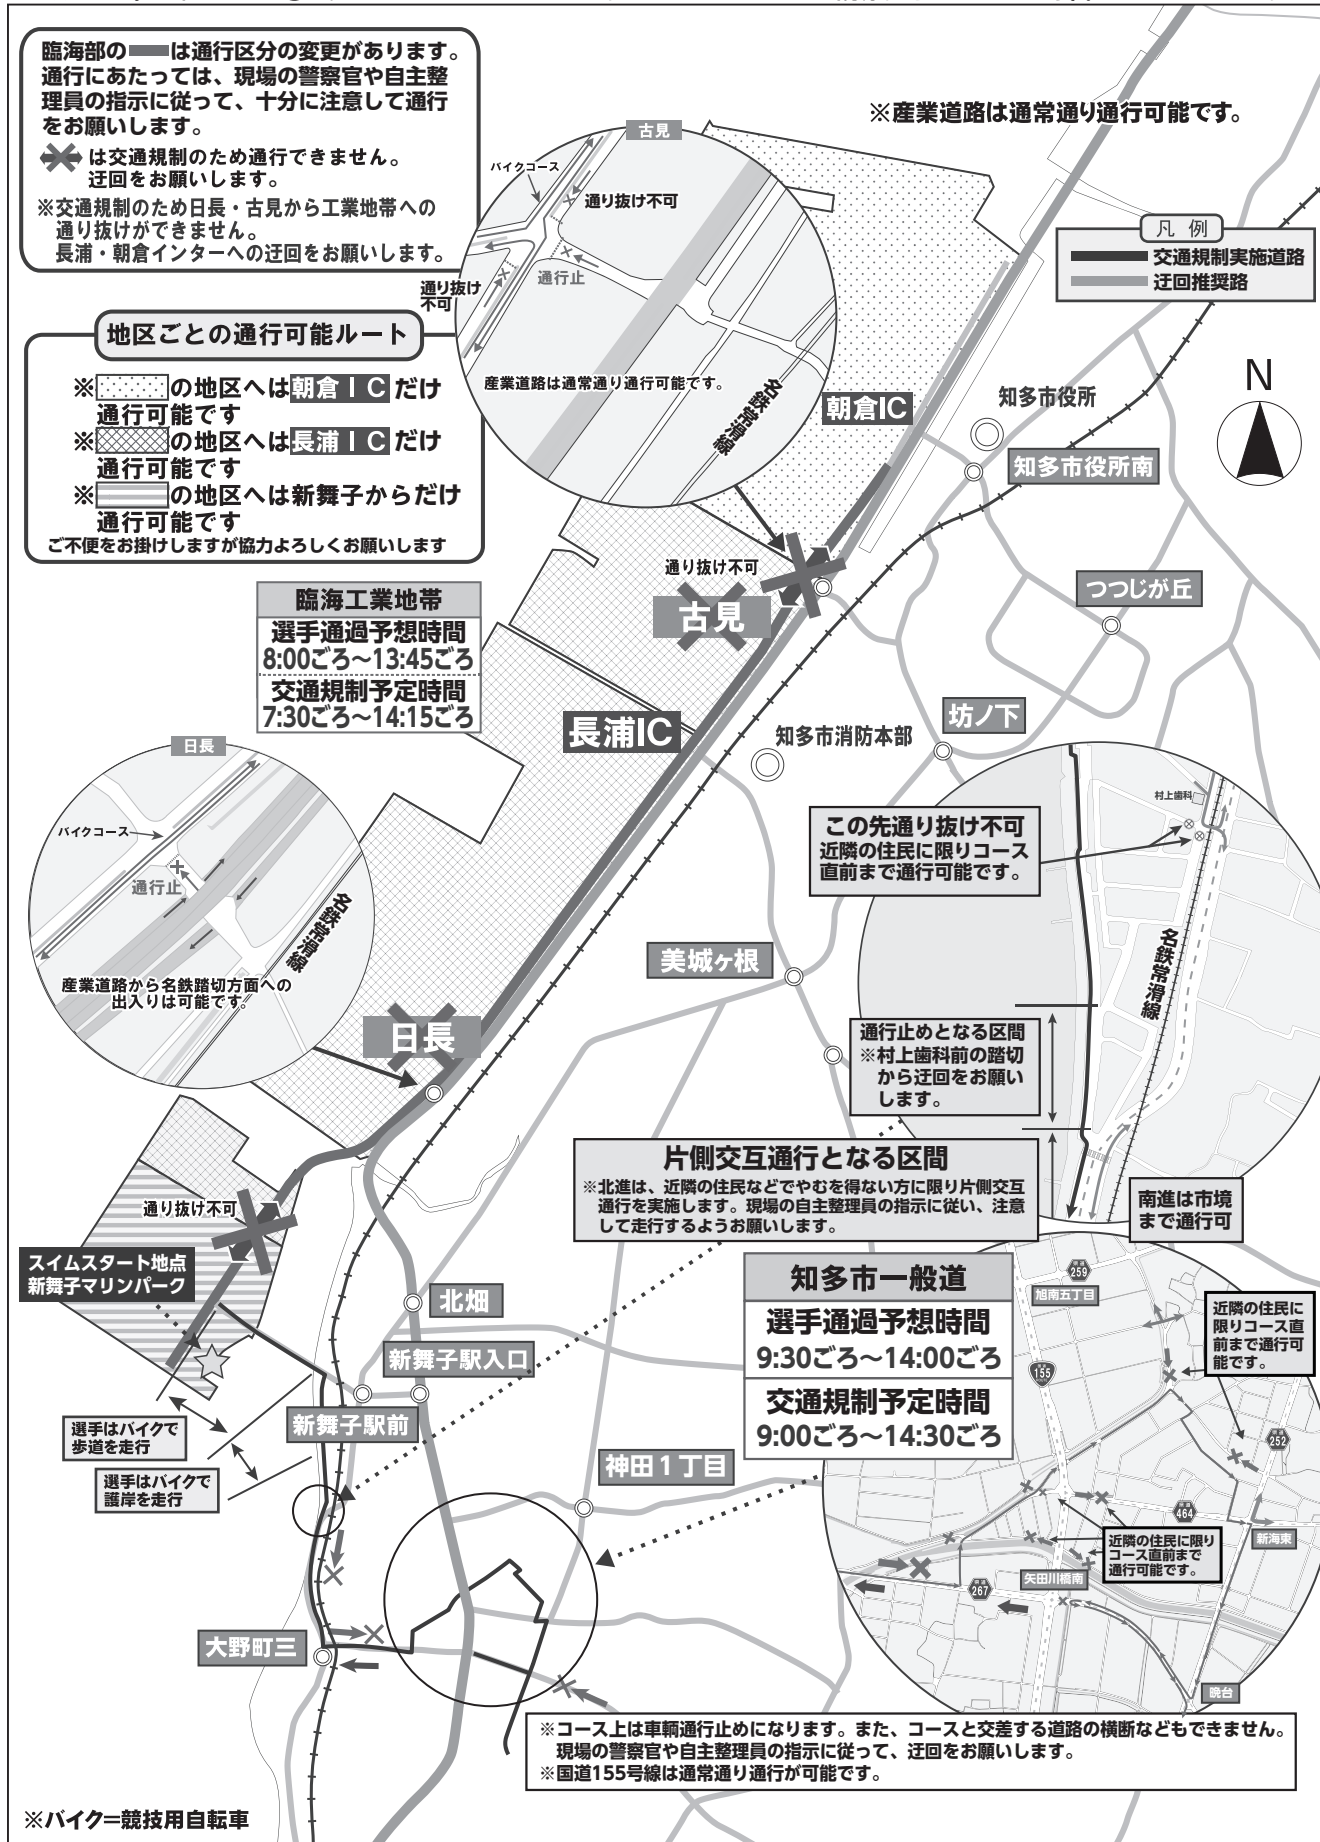 臨海部の は通行区分の変更があります。
通行にあたっては、現場の警察官や自主整
理員の指示に従って、十分に注意して通行
をお願いします。
は交通規制のため通行できません。
迂回をお願いします。
※交通規制のため日長・古見から工業地帯への
通り抜けができません。
長浦・朝倉インターへの迂回をお願いします。
※産業道路は通常通り通行可能です。
凡 例
交通規制実施道路
迂回推奨路
N
地区ごとの通行可能ルート
※ の地区へは朝倉ICだけ
通行可能です
※ の地区へは長浦ICだけ
通行可能です
※ の地区へは新舞子からだけ
通行可能です
ご不便をお掛けしますが協力よろしくお願いします
古見
バイクコース
通り抜け不可
通行止
通り抜け
不可
産業道路は通常通り通行可能です。
名鉄常滑線
朝倉IC
知多市役所
知多市役所南
つつじが丘
通り抜け不可
古見
臨海工業地帯
選手通過予想時間
8:00ごろ～13:45ごろ
交通規制予定時間
7:30ごろ～14:15ごろ
長浦IC
知多市消防本部
坊ノ下
日長
バイクコース
通行止
名鉄常滑線
産業道路から名鉄踏切方面への
出入りは可能です。
村上歯科
この先通り抜け不可
近隣の住民に限りコース
直前まで通行可能です。
名鉄常滑線
美城ヶ根
日長
通行止めとなる区間
※村上歯科前の踏切
から迂回をお願い
します。
片側交互通行となる区間
※北進は、近隣の住民などでやむを得ない方に限り片側交互
通行を実施します。現場の自主整理員の指示に従い、注意
して走行するようお願いします。
南進は市境
まで通行可
通り抜け不可
スイムスタート地点
新舞子マリンパーク
北畑
新舞子駅入口
新舞子駅前
選手はバイクで
歩道を走行
選手はバイクで
護岸を走行
知多市一般道
選手通過予想時間
9:30ごろ～14:00ごろ
交通規制予定時間
9:00ごろ～14:30ごろ
259
旭南五丁目
近隣の住民に
限りコース直
前まで通行可
能です。
155
252
464
新海東
近隣の住民に限り
コース直前まで
通行可能です。
矢田川橋南
267
晩台
神田1丁目
大野町三
※コース上は車輌通行止めになります。また、コースと交差する道路の横断などもできません。
現場の警察官や自主整理員の指示に従って、迂回をお願いします。
※国道155号線は通常通り通行が可能です。
※バイク＝競技用自転車